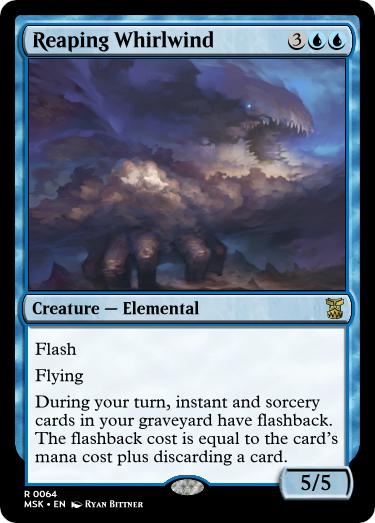 Reaping Whirlwind 3
Creature — Elemental
Flash
Flying
During your turn, instant and sorcery
cards in your graveyard have flashback.
The flashback cost is equal to the card's
mana cost plus discarding a card.
5/5
R 0064
MSK • EN Ryan Bittner